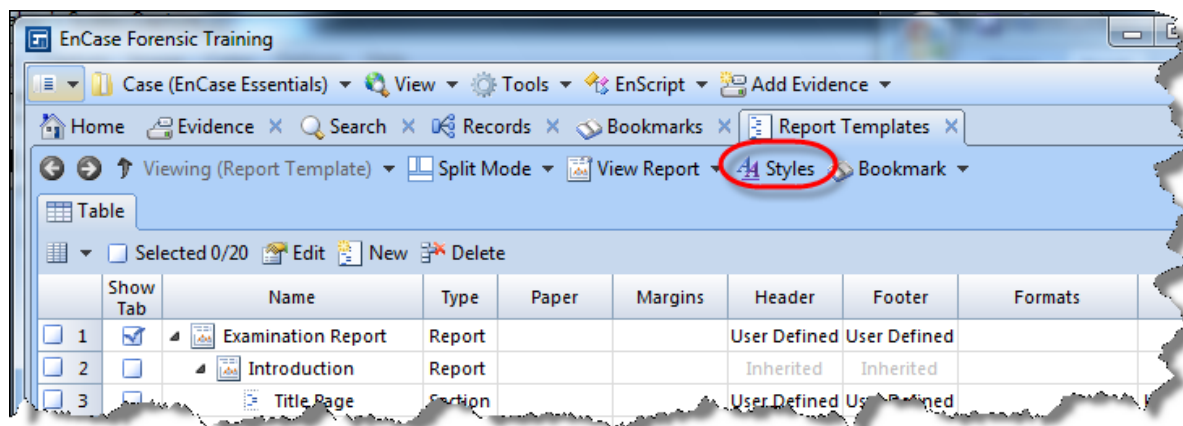 EnCase Forensic Training
Case (EnCase Essentials) View Tools EnScript Add Evidence
Home Evidence Search Records Bookmarks Report Templates
Viewing (Report Template) Split Mode View Report Styles Bookmark
Table
Selected 0/20 Edit New Delete
Show Tab Name Type Paper Margins Header Footer Formats
1 Examination Report Report User Defined User Defined
2 Introduction Report Inherited Inherited
3 Title Page Section User Defined User Defined